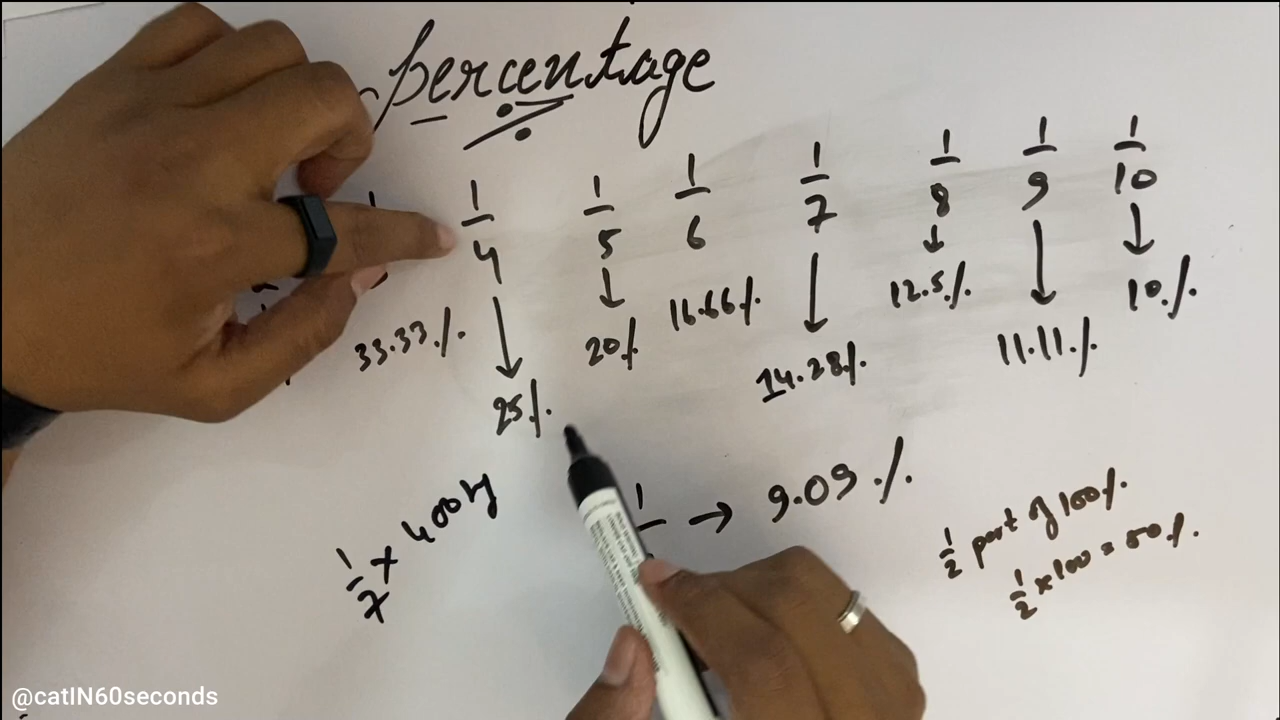 percentage
%
1/4 1/5 1/6 1/7 1/8 1/9 1/10
33.33% 25% 20% 16.66% 14.28% 12.5% 11.11% 10%
1/7 × 400
→ 9.09%
1/2 part of 100%
1/2 × 100 = 50%
@catIN60seconds